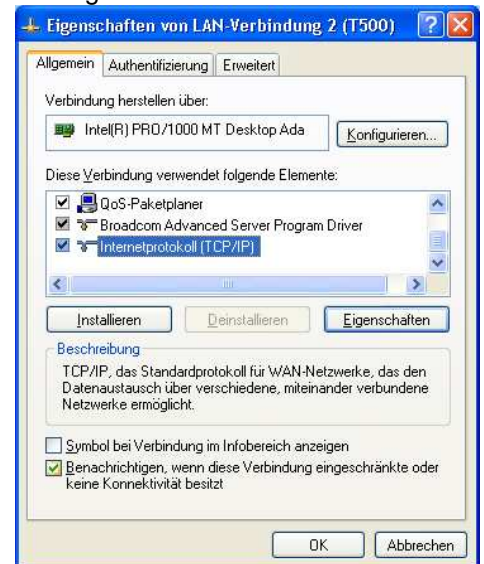 Eigenschaften von LAN-Verbindung 2 (T500)
Allgemein Authentifizierung Erweitert
Verbindung herstellen über:
Intel(R) PRO/1000 MT Desktop Ada
Konfigurieren...
Diese Verbindung verwendet folgende Elemente:
QoS-Paketplaner
Broadcom Advanced Server Program Driver
Internetprotokoll (TCP/IP)
Installieren Deinstallieren Eigenschaften
Beschreibung
TCP/IP, das Standardprotokoll für WAN-Netzwerke, das den
Datenaustausch über verschiedene, miteinander verbundene
Netzwerke ermöglicht.
Symbol bei Verbindung im Infobereich anzeigen
Benachrichtigen, wenn diese Verbindung eingeschränkte oder
keine Konnektivität besitzt
OK Abbrechen